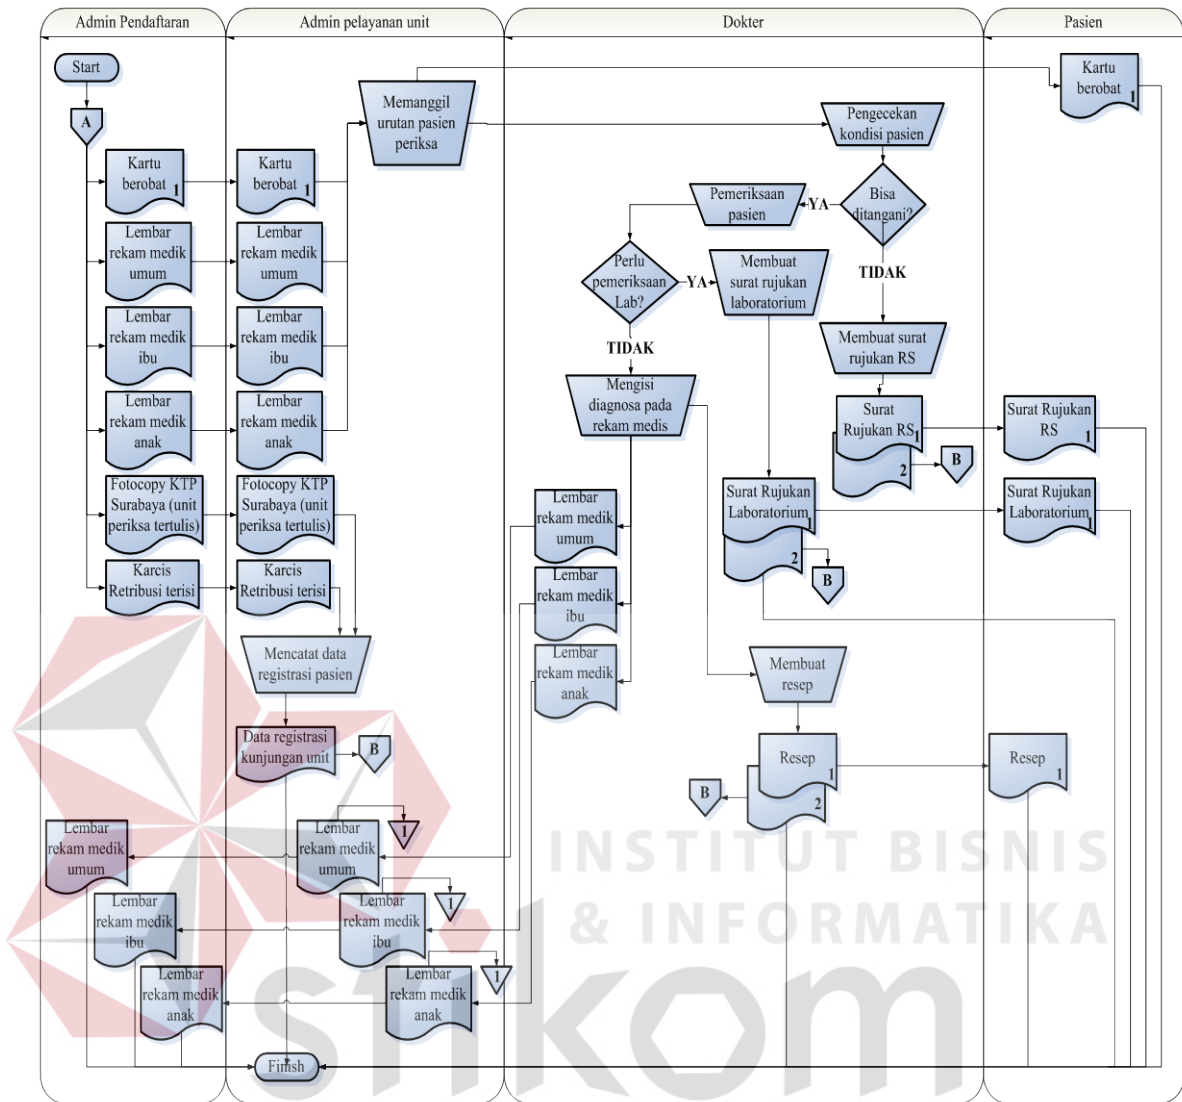 Admin Pendaftaran
Admin pelayanan unit
Dokter
Pasien
Start
A
Kartu
berobat
1
Lembar
rekam medik
umum
Lembar
rekam medik
ibu
Lembar
rekam medik
anak
Fotocopy KTP
Surabaya (unit
periksa tertulis)
Karcis
Retribusi terisi
Kartu
berobat
1
Lembar
rekam medik
umum
Lembar
rekam medik
ibu
Lembar
rekam medik
anak
Fotocopy KTP
Surabaya (unit
periksa tertulis)
Karcis
Retribusi terisi
Memanggil
urutan pasien
periksa
Mencatat data
registrasi pasien
Data registrasi
kunjungan unit
B
Pengecekan
kondisi pasien
Bisa
ditangani?
YA
TIDAK
Pemeriksaan
pasien
Perlu
pemeriksaan
Lab?
YA
TIDAK
Membuat
surat rujukan
laboratorium
Membuat surat
rujukan RS
Mengisi
diagnosa pada
rekam medis
Surat
Rujukan RS
1
2
B
Surat Rujukan
Laboratorium
1
2
B
Lembar
rekam medik
umum
Lembar
rekam medik
ibu
Lembar
rekam medik
anak
Membuat
resep
Resep
1
2
B
Kartu
berobat
1
Surat Rujukan
RS
1
Surat Rujukan
Laboratorium
1
Resep
1
Lembar
rekam medik
umum
Lembar
rekam medik
ibu
Lembar
rekam medik
anak
Lembar
rekam medik
umum
1
Lembar
rekam medik
ibu
1
Lembar
rekam medik
anak
1
Finish
INSTITUT BISNIS
& INFORMATIKA
stikom